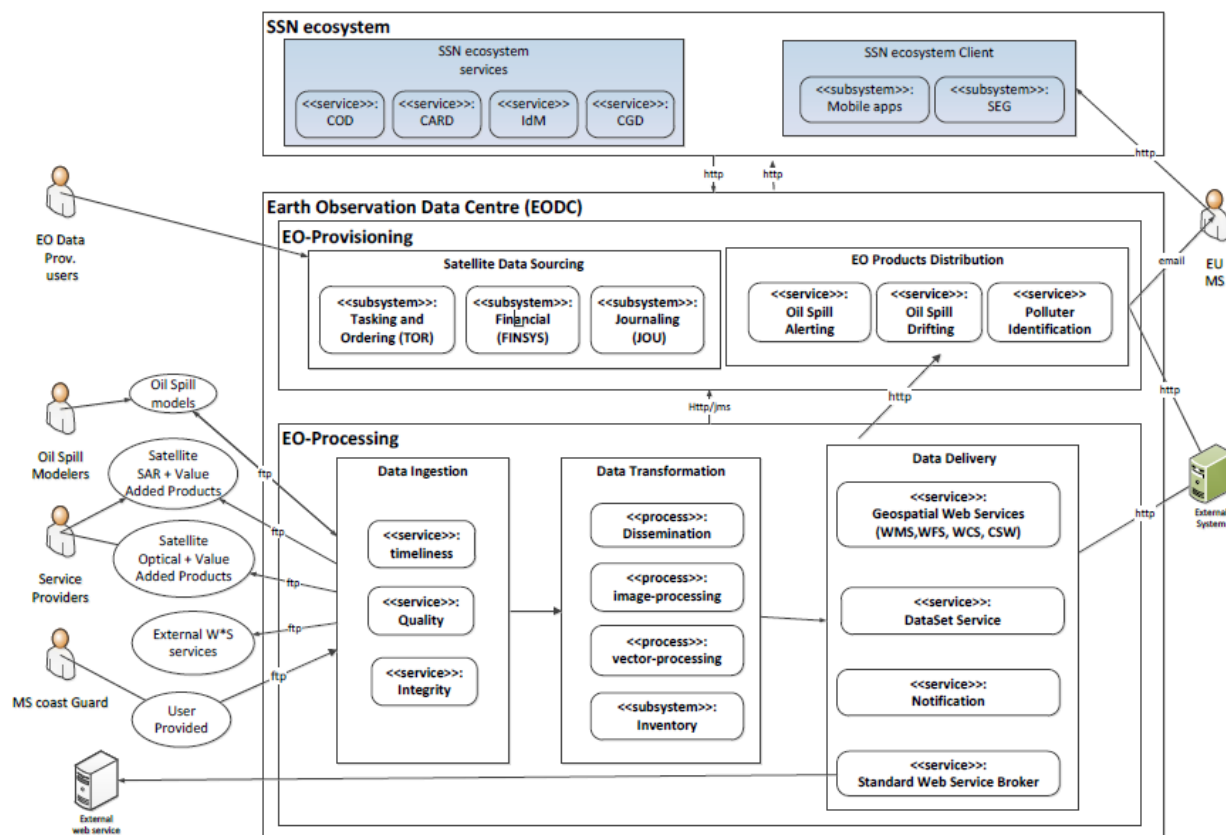 SSN ecosystem
SSN ecosystem
services
<<service>>:
COD
<<service>>:
CARD
<<service>>
IdM
<<service>>:
CGD
SSN ecosystem Client
<<subsystem>>:
Mobile apps
<<subsystem>>:
SEG
http
http
http
EO Data
Prov.
users
EU
MS
email
Earth Observation Data Centre (EODC)
EO-Provisioning
Satellite Data Sourcing
<<subsystem>>:
Tasking and
Ordering (TOR)
<<subsystem>>:
Financial
(FINSYS)
<<subsystem>>:
Journaling
(JOU)
EO Products Distribution
<<service>>:
Oil Spill
Alerting
<<service>>:
Oil Spill
Drifting
<<service>>
Polluter
Identification
Http/jms
http
http
Oil Spill
models
Oil Spill
Modelers
ftp
Satellite
SAR + Value
Added Products
ftp
Satellite
Optical + Value
Added Products
ftp
Service
Providers
External W*S
services
ftp
MS coast Guard
User
Provided
ftp
External
web service
EO-Processing
Data Ingestion
<<service>>:
timeliness
<<service>>:
Quality
<<service>>:
Integrity
Data Transformation
<<process>>:
Dissemination
<<process>>:
image-processing
<<process>>:
vector-processing
<<subsystem>>:
Inventory
Data Delivery
<<service>>:
Geospatial Web Services
(WMS,WFS, WCS, CSW)
<<service>>:
DataSet Service
<<service>>:
Notification
<<service>>:
Standard Web Service Broker
http
External
System